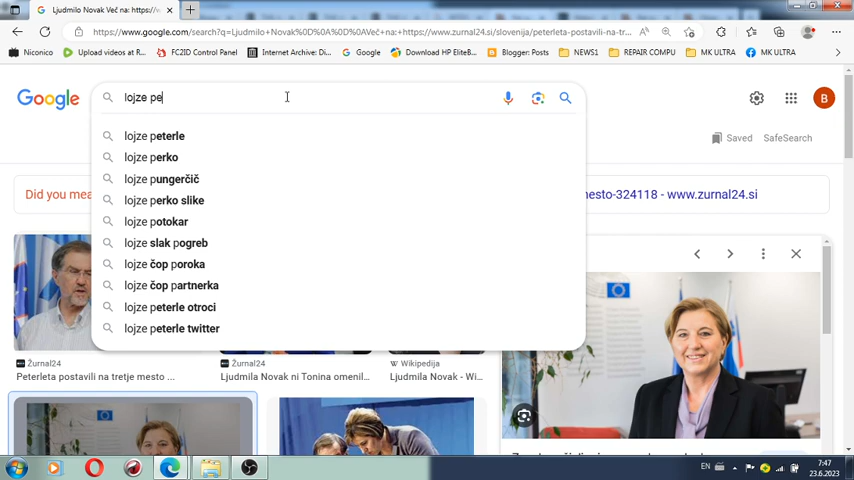 Ljudmilo Novak Več na: https://w
https://www.google.com/search?q=Ljudmilo+Novak%0D%0A%0D%0AVeč+na:+https://www.zurnal24.si/slovenija/peterleta-postavili-na-tr...
Niconico
Upload videos at R...
FC2ID Control Panel
Internet Archive: Di...
Google
Download HP EliteB...
Blogger: Posts
NEWS1
REPAIR COMPU
MK ULTRA
MK ULTRA
Google
lojze pe
B
Saved
SafeSearch
lojze peterle
lojze perko
lojze pungerčič
lojze perko slike
lojze potokar
lojze slak pogreb
lojze čop poroka
lojze čop partnerka
lojze peterle otroci
lojze peterle twitter
Did you mea
nesto-324118 - www.zurnal24.si
Žurnal24
Peterleta postavili na tretje mesto ...
Žurnal24
Ljudmila Novak ni Tonina omenil...
Wikipedija
Ljudmila Novak - Wi...
EN
7:47
23.6.2023